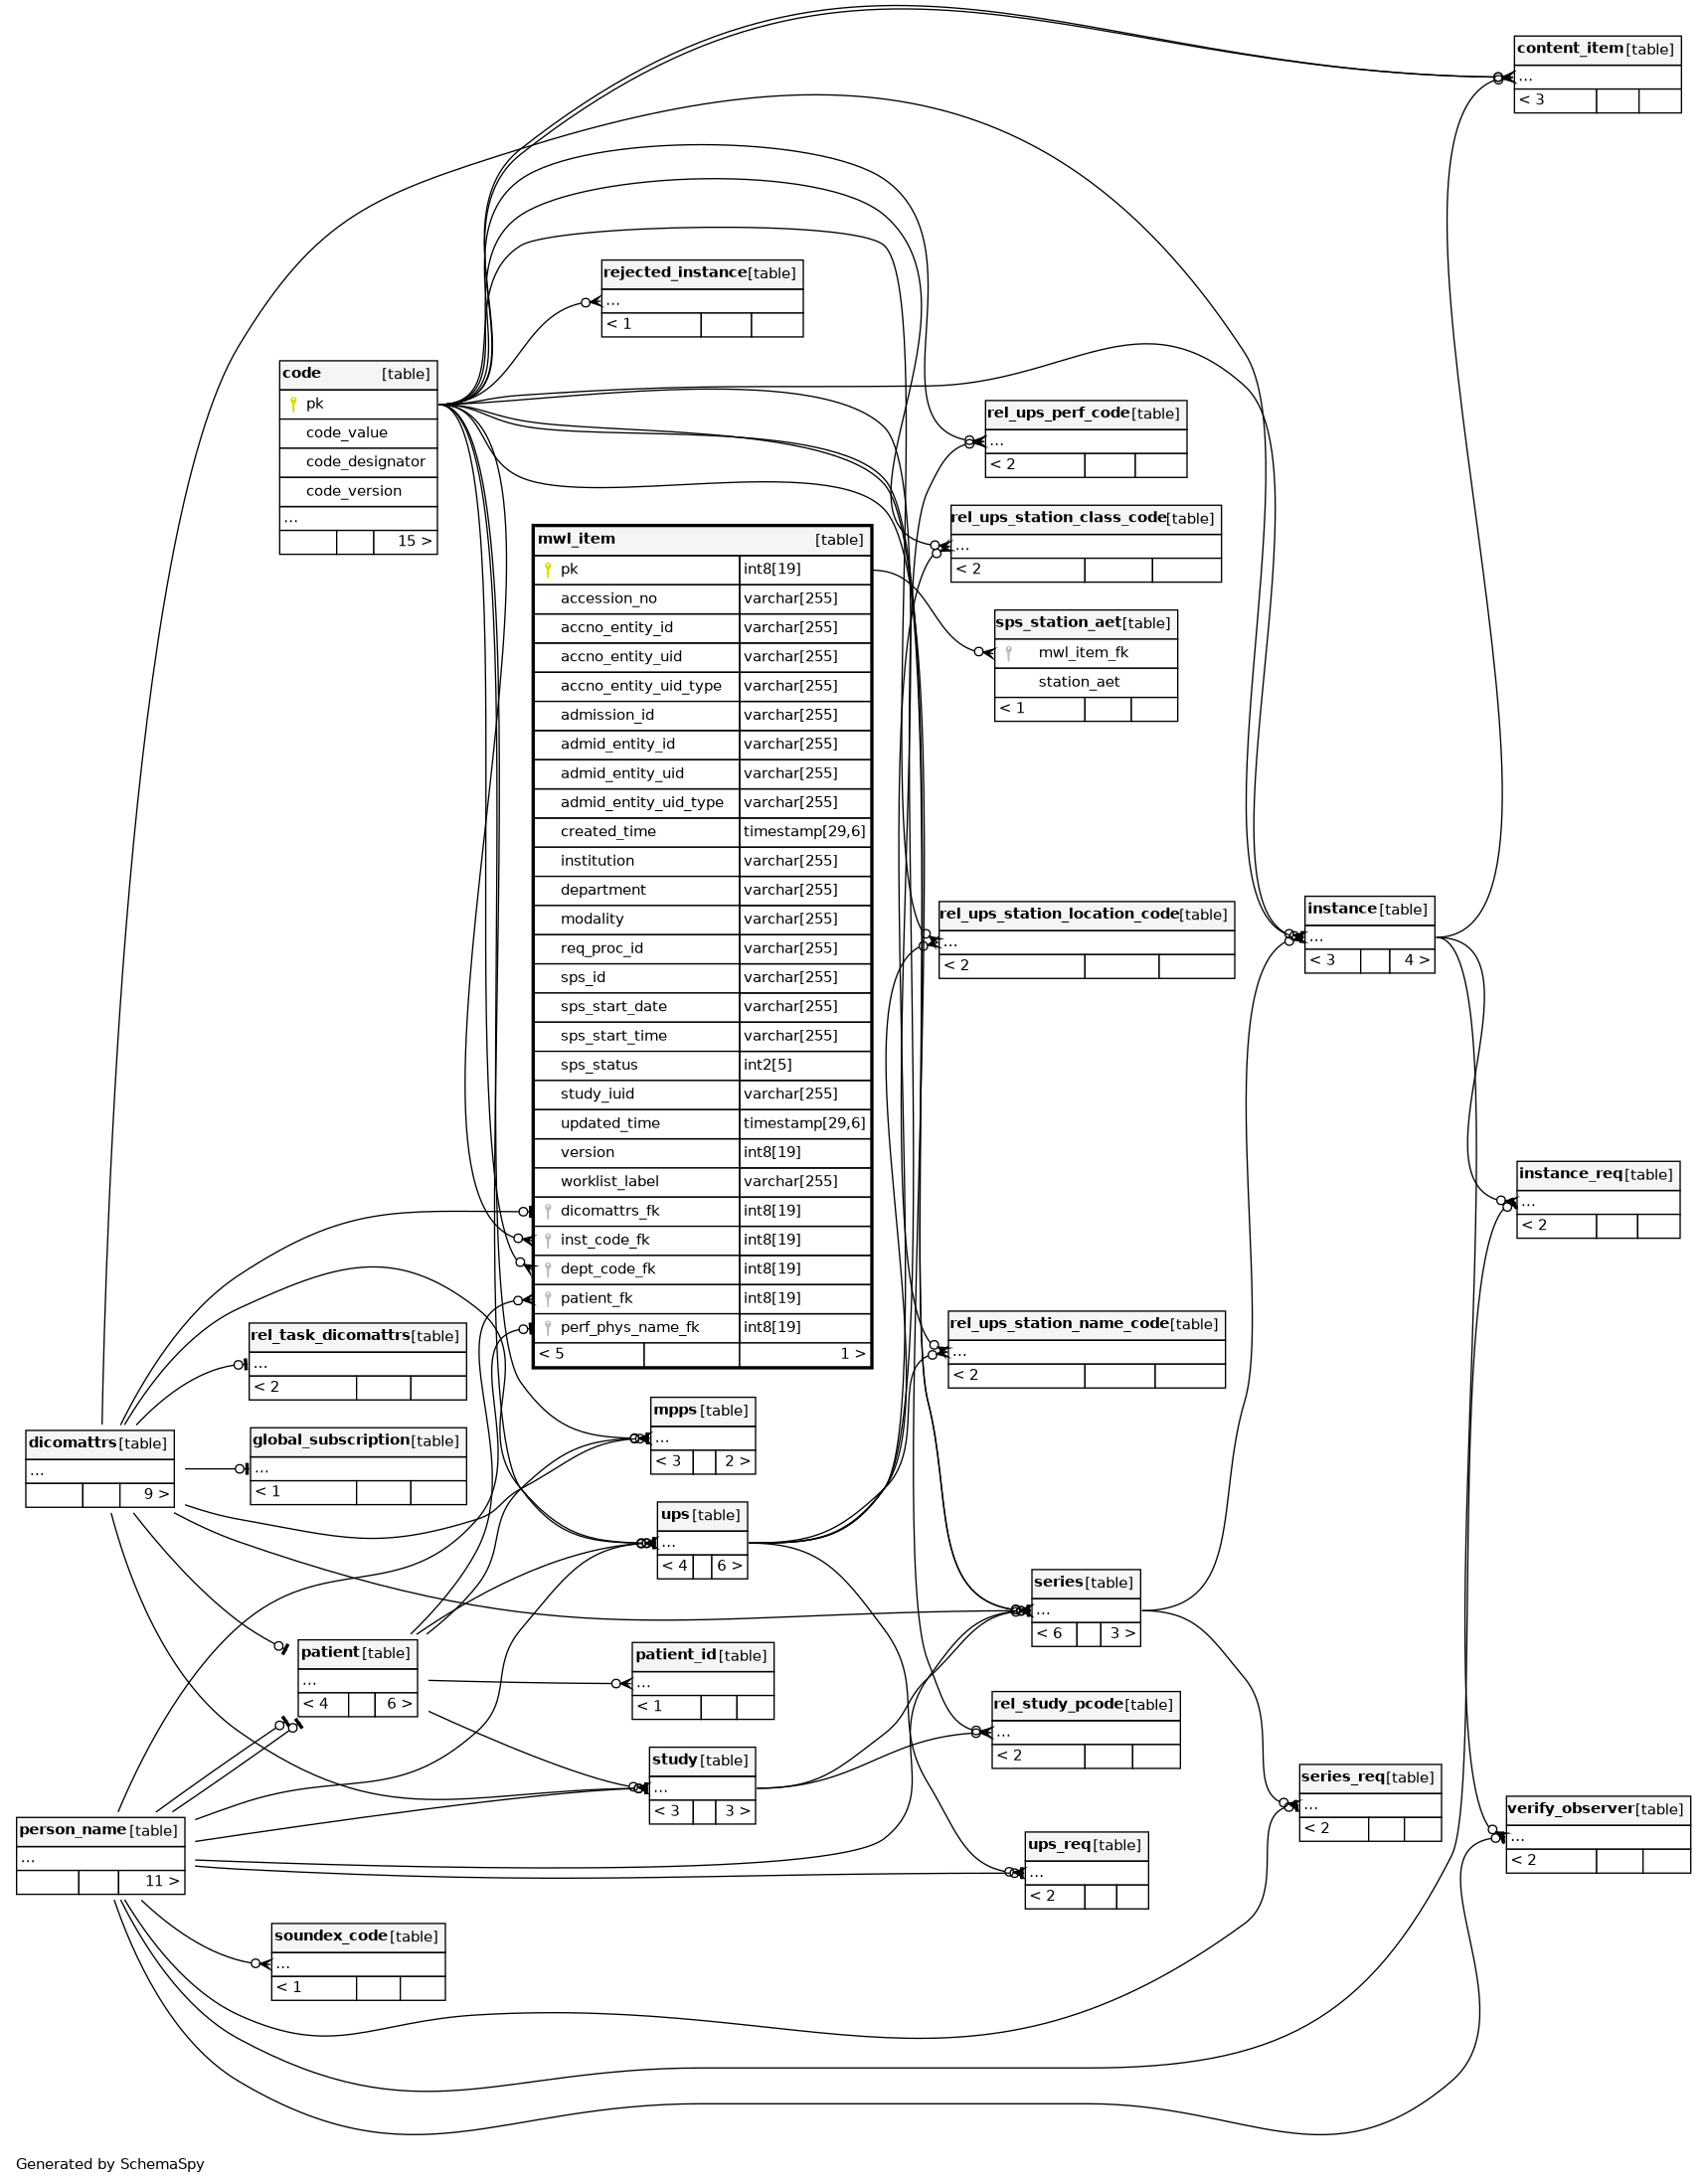 content_item [table]
...
< 3
rejected_instance [table]
...
< 1
code [table]
pk
code_value
code_designator
code_version
...
15 >
rel_ups_perf_code [table]
...
< 2
rel_ups_station_class_code [table]
...
< 2
mwl_item [table]
pk int8[19]
accession_no varchar[255]
accno_entity_id varchar[255]
accno_entity_uid varchar[255]
accno_entity_uid_type varchar[255]
admission_id varchar[255]
admid_entity_id varchar[255]
admid_entity_uid varchar[255]
admid_entity_uid_type varchar[255]
created_time timestamp[29,6]
institution varchar[255]
department varchar[255]
modality varchar[255]
req_proc_id varchar[255]
sps_id varchar[255]
sps_start_date varchar[255]
sps_start_time varchar[255]
sps_status int2[5]
study_iuid varchar[255]
updated_time timestamp[29,6]
version int8[19]
worklist_label varchar[255]
dicomattrs_fk int8[19]
inst_code_fk int8[19]
dept_code_fk int8[19]
patient_fk int8[19]
perf_phys_name_fk int8[19]
< 5 1 >
sps_station_aet [table]
mwl_item_fk
station_aet
< 1
rel_ups_station_location_code [table]
...
< 2
instance [table]
...
< 3 4 >
instance_req [table]
...
< 2
rel_ups_station_name_code [table]
...
< 2
rel_task_dicomattrs [table]
...
< 2
dicomattrs [table]
...
9 >
global_subscription [table]
...
< 1
mpps [table]
...
< 3 2 >
ups [table]
...
< 4 6 >
series [table]
...
< 6 3 >
patient [table]
...
< 4 6 >
patient_id [table]
...
< 1
rel_study_pcode [table]
...
< 2
study [table]
...
< 3 3 >
series_req [table]
...
< 2
verify_observer [table]
...
< 2
person_name [table]
...
11 >
ups_req [table]
...
< 2
soundex_code [table]
...
< 1
Generated by SchemaSpy